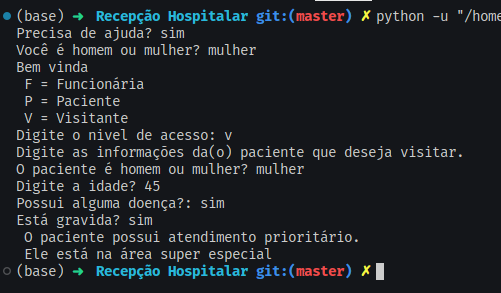 (base) ➜ Recepção Hospitalar git:(master) ✗ python -u "/home
Precisa de ajuda? sim
Você é homem ou mulher? mulher
Bem vinda
F = Funcionária
P = Paciente
V = Visitante
Digite o nivel de acesso: v
Digite as informações da(o) paciente que deseja visitar.
O paciente é homem ou mulher? mulher
Digite a idade? 45
Possui alguma doença?: sim
Está gravida? sim
O paciente possui atendimento prioritário.
Ele está na área super especial
(base) ➜ Recepção Hospitalar git:(master) ✗